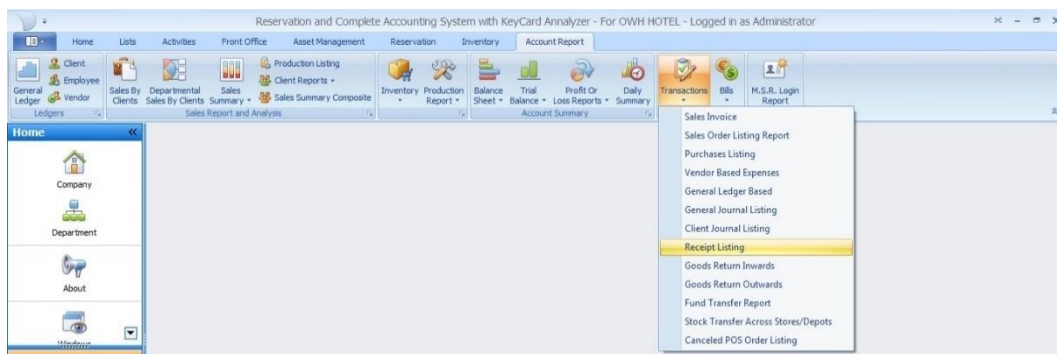 Reservation and Complete Accounting System with KeyCard Annalyzer - For OWH HOTEL - Logged in as Administrator
Home Lists Activities Front Office Asset Management Reservation Inventory Account Report
General Ledger
Client
Employee
Vendor
Ledgers
Sales By Clients
Departmental Sales By Clients
Sales Summary
Production Listing
Client Reports
Sales Summary Composite
Sales Report and Analysis
Inventory
Production Report
Balance Sheet
Trial Balance
Profit Or Loss Reports
Daily Summary
Account Summary
Transactions
Bills
M.S.R. Login Report
Home
Company
Department
About
Windows
Sales Invoice
Sales Order Listing Report
Purchases Listing
Vendor Based Expenses
General Ledger Based
General Journal Listing
Client Journal Listing
Receipt Listing
Goods Return Inwards
Goods Return Outwards
Fund Transfer Report
Stock Transfer Across Stores/Depots
Canceled POS Order Listing